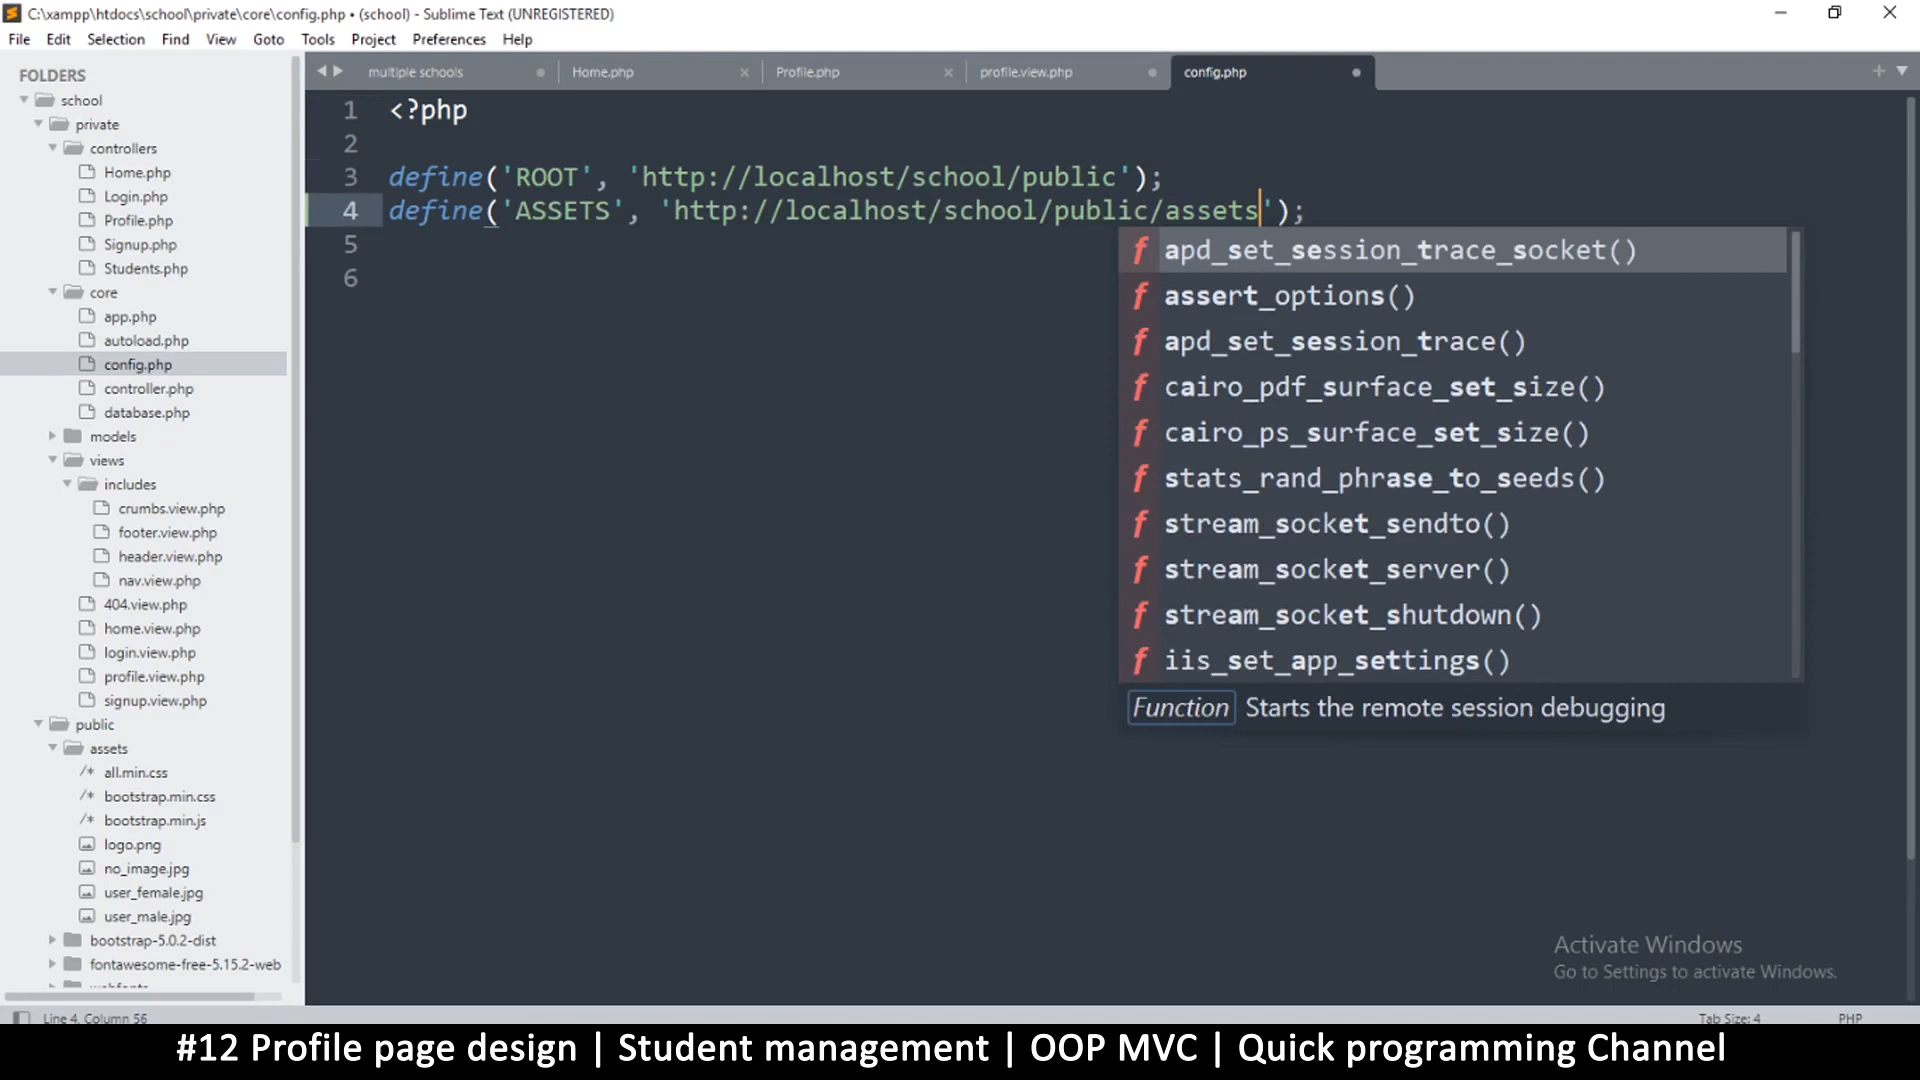 C:\xampp\htdocs\school\private\core\config.php • (school) - Sublime Text (UNREGISTERED)
File Edit Selection Find View Goto Tools Project Preferences Help
FOLDERS
school
private
controllers
Home.php
Login.php
Profile.php
Signup.php
Students.php
core
app.php
autoload.php
config.php
controller.php
database.php
models
views
includes
crumbs.view.php
footer.view.php
header.view.php
nav.view.php
404.view.php
home.view.php
login.view.php
profile.view.php
signup.view.php
public
assets
all.min.css
bootstrap.min.css
bootstrap.min.js
logo.png
no_image.jpg
user_female.jpg
user_male.jpg
bootstrap-5.0.2-dist
fontawesome-free-5.15.2-web
multiple schools Home.php Profile.php profile.view.php config.php
1 <?php
2
3 define('ROOT', 'http://localhost/school/public');
4 define('ASSETS', 'http://localhost/school/public/assets');
5
6
f apd_set_session_trace_socket()
f assert_options()
f apd_set_session_trace()
f cairo_pdf_surface_set_size()
f cairo_ps_surface_set_size()
f stats_rand_phrase_to_seeds()
f stream_socket_sendto()
f stream_socket_server()
f stream_socket_shutdown()
f iis_set_app_settings()
Function Starts the remote session debugging
Activate Windows
Go to Settings to activate Windows.
Line 4, Column 56 Tab Size: 4 PHP
#12 Profile page design | Student management | OOP MVC | Quick programming Channel